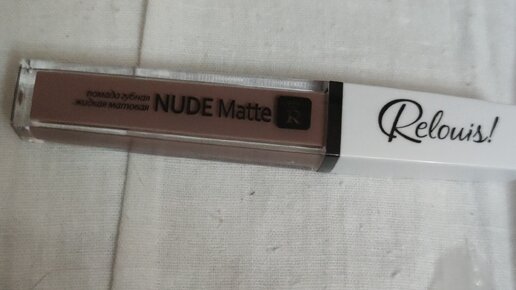 помада губная
жидкая матовая
NUDE Matte
R
Relouis!